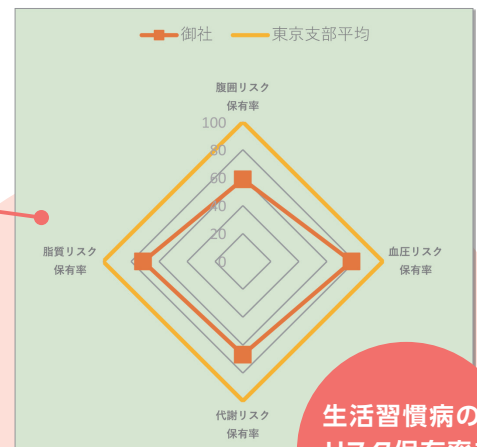 御社 東京支部平均
腹囲リスク
保有率
100
80
60
40
20
0
脂質リスク
保有率
血圧リスク
保有率
代謝リスク
保有率
生活習慣病の